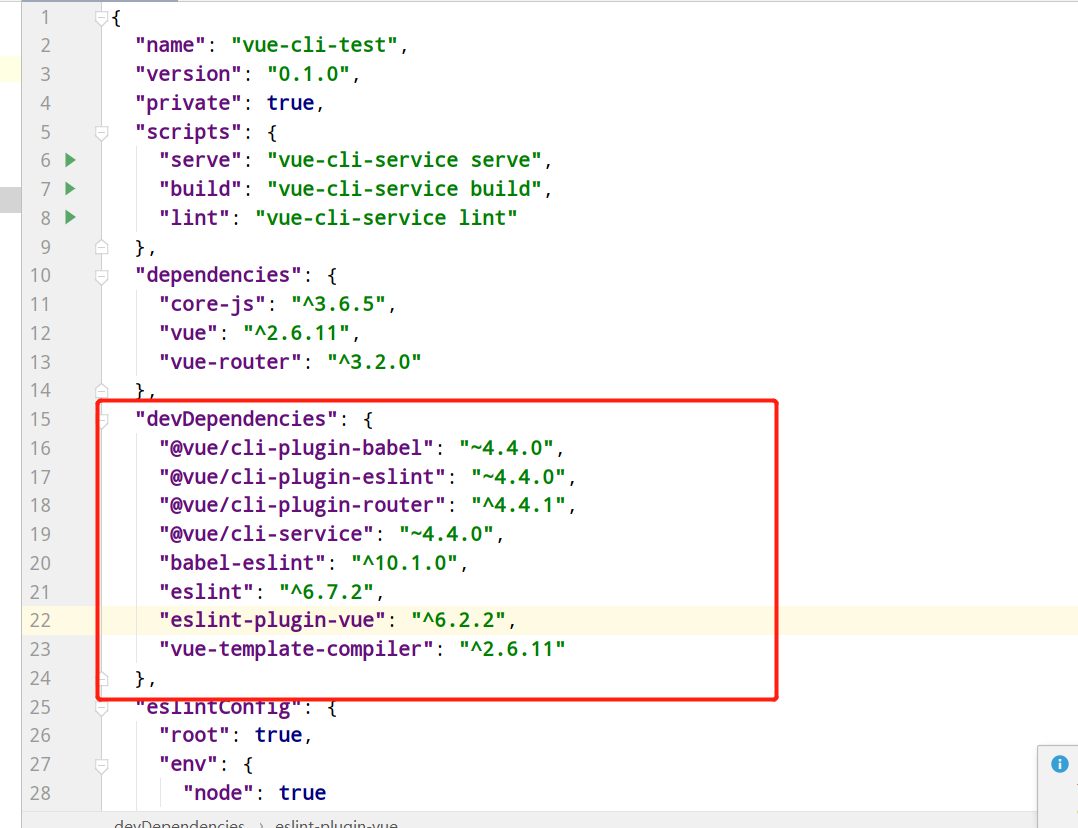 1 {
2 "name": "vue-cli-test",
3 "version": "0.1.0",
4 "private": true,
5 "scripts": {
6 "serve": "vue-cli-service serve",
7 "build": "vue-cli-service build",
8 "lint": "vue-cli-service lint"
9 },
10 "dependencies": {
11 "core-js": "^3.6.5",
12 "vue": "^2.6.11",
13 "vue-router": "^3.2.0"
14 },
15 "devDependencies": {
16 "@vue/cli-plugin-babel": "~4.4.0",
17 "@vue/cli-plugin-eslint": "~4.4.0",
18 "@vue/cli-plugin-router": "^4.4.1",
19 "@vue/cli-service": "~4.4.0",
20 "babel-eslint": "^10.1.0",
21 "eslint": "^6.7.2",
22 "eslint-plugin-vue": "^6.2.2",
23 "vue-template-compiler": "^2.6.11"
24 },
25 "eslintConfig": {
26 "root": true,
27 "env": {
28 "node": true
devDependencies › eslint-plugin-vue